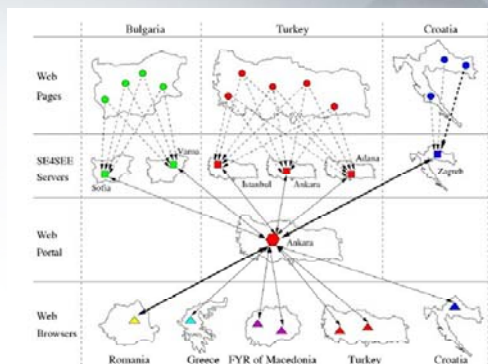 Bulgaria Turkey Croatia
Web
Pages
SE4SEE
Servers
Varna
Sofia
Istanbul
Ankara
Adana
Zagreb
Web
Portal
Ankara
Web
Browsers
Romania Greece FYR of Macedonia Turkey Croatia